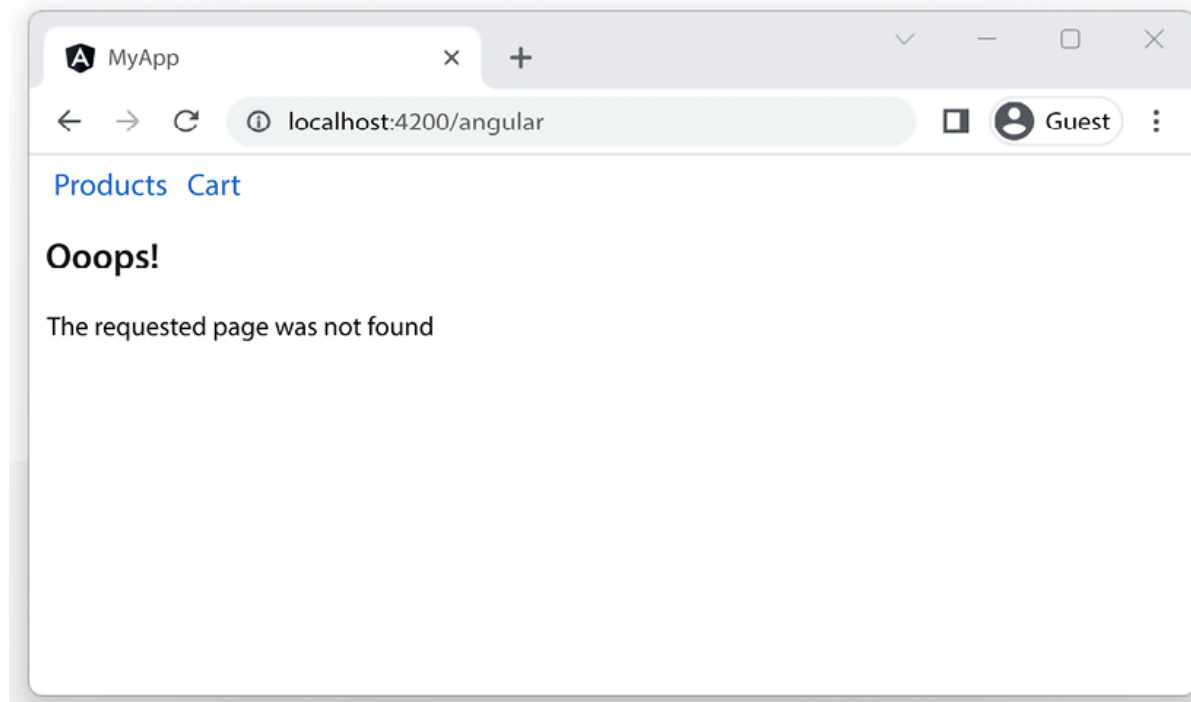 MyApp
localhost:4200/angular
Guest
Products Cart
Ooops!
The requested page was not found